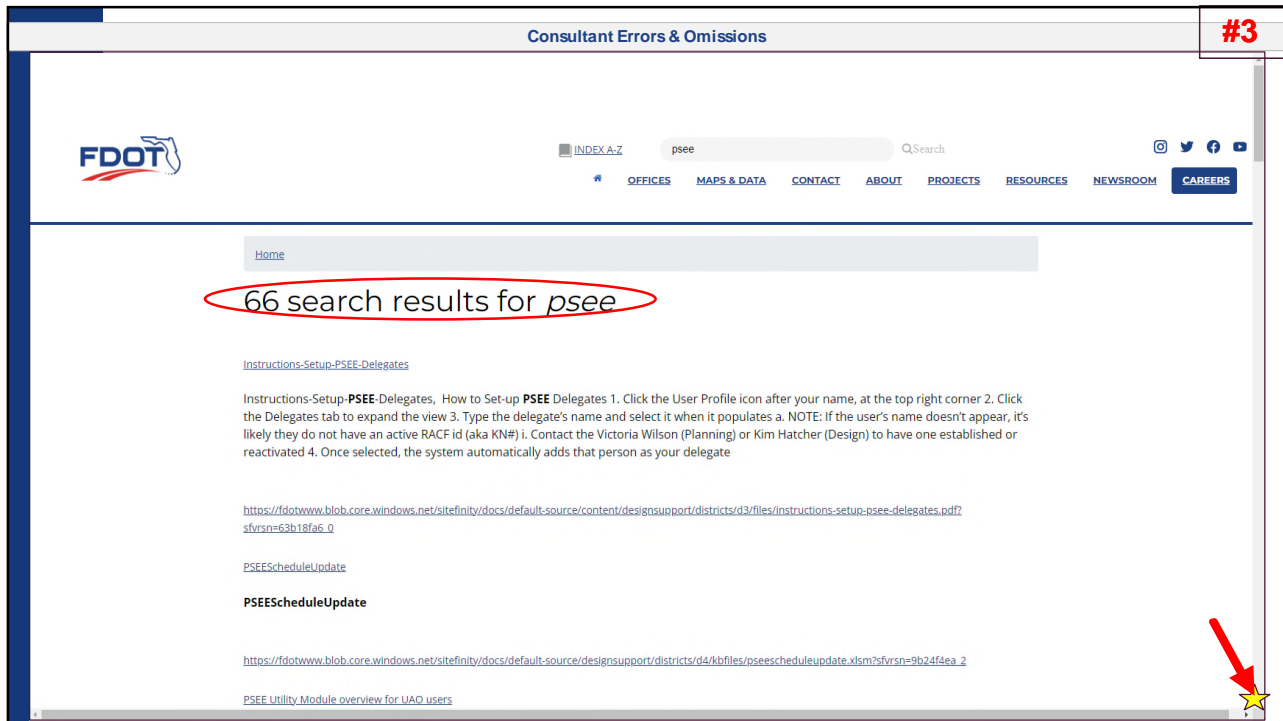 Consultant Errors & Omissions
#3
FDOT
INDEX A-Z
psee
Search
OFFICES MAPS & DATA CONTACT ABOUT PROJECTS RESOURCES NEWSROOM CAREERS
Home
66 search results for psee
Instructions-Setup-PSEE-Delegates
Instructions-Setup-PSEE-Delegates, How to Set-up PSEE Delegates 1. Click the User Profile icon after your name, at the top right corner 2. Click
the Delegates tab to expand the view 3. Type the delegate's name and select it when it populates a. NOTE: If the user's name doesn't appear, it's
likely they do not have an active RACF id (aka KN#) i. Contact the Victoria Wilson (Planning) or Kim Hatcher (Design) to have one established or
reactivated 4. Once selected, the system automatically adds that person as your delegate
https://fdotwww.blob.core.windows.net/sitefinity/docs/default-source/content/designsupport/districts/d3/files/instructions-setup-psee-delegates.pdf?
sfvrsn=63b18fa6_0
PSEEScheduleUpdate
PSEEScheduleUpdate
https://fdotwww.blob.core.windows.net/sitefinity/docs/default-source/designsupport/districts/d4/kbfiles/pseescheduleupdate.xlsm?sfvrsn=9b24f4ea_2
PSEE Utility Module overview for UAO users